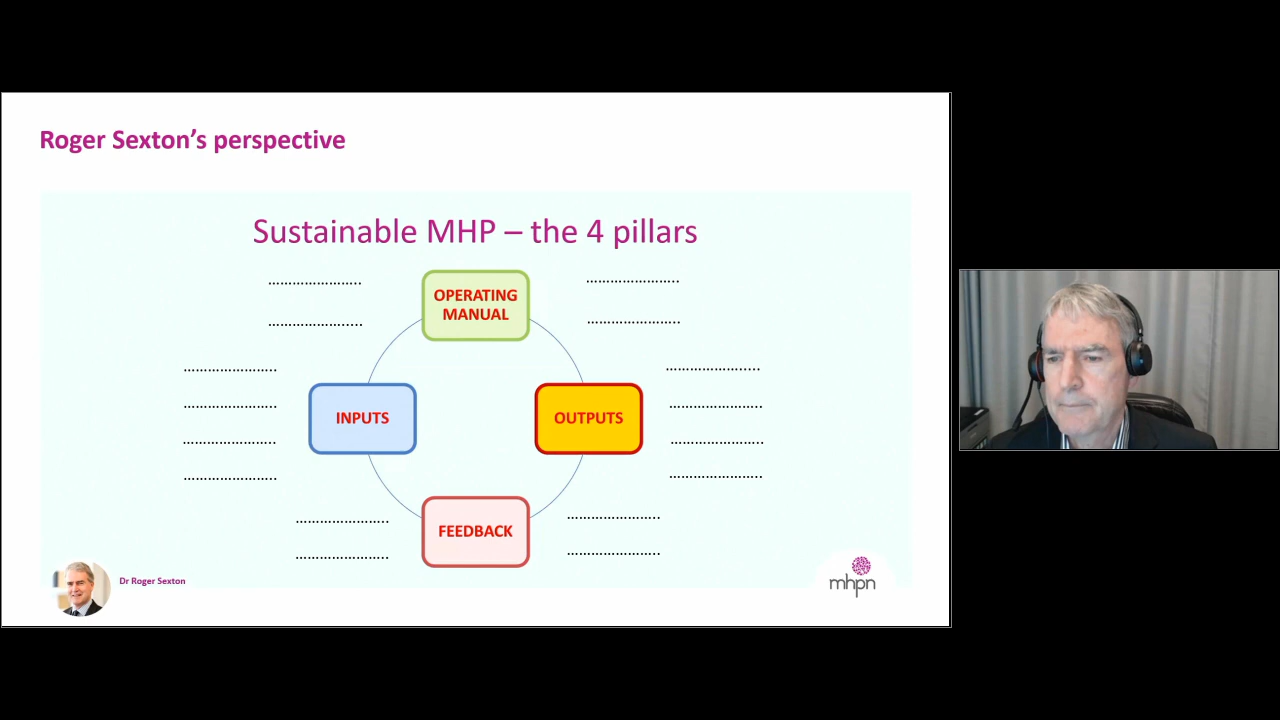 Roger Sexton’s perspective
Sustainable MHP – the 4 pillars
OPERATING
MANUAL
INPUTS
OUTPUTS
FEEDBACK
Dr Roger Sexton
mhpn